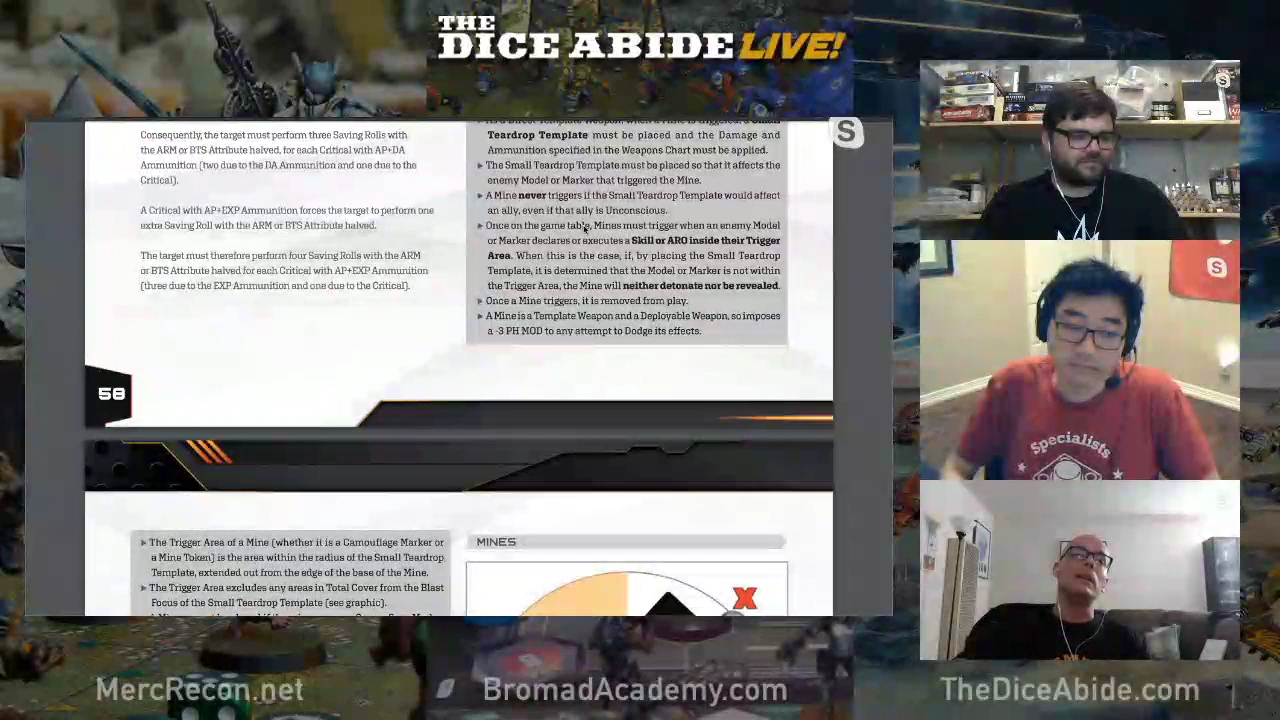 THE
DICE ABIDE LIVE!
Consequently, the target must perform three Saving Rolls with
the ARM or BTS Attribute halved, for each Critical with AP+DA
Ammunition (two due to the DA Ammunition and one due to the
Critical).
A Critical with AP+EXP Ammunition forces the target to perform one
extra Saving Roll with the ARM or BTS Attribute halved.
The target must therefore perform four Saving Rolls with the ARM
or BTS Attribute halved for each Critical with AP+EXP Ammunition
(three due to the EXP Ammunition and one due to the Critical).
58
Teardrop Template must be placed and the Damage and
Ammunition specified in the Weapons Chart must be applied.
▶ The Small Teardrop Template must be placed so that it affects the
enemy Model or Marker that triggered the Mine.
▶ A Mine never triggers if the Small Teardrop Template would affect
an ally, even if that ally is Unconscious.
▶ Once on the game table, Mines must trigger when an enemy Model
or Marker declares or executes a Skill or ARO inside their Trigger
Area. When this is the case, if, by placing the Small Teardrop
Template, it is determined that the Model or Marker is not within
the Trigger Area, the Mine will neither detonate nor be revealed.
▶ Once a Mine triggers, it is removed from play.
▶ A Mine is a Template Weapon and a Deployable Weapon, so imposes
a -3 PH MOD to any attempt to Dodge its effects.
▶ The Trigger Area of a Mine (whether it is a Camouflage Marker or
a Mine Token) is the area within the radius of the Small Teardrop
Template, extended out from the edge of the base of the Mine.
▶ The Trigger Area excludes any areas in Total Cover from the Blast
Focus of the Small Teardrop Template (see graphic).
MINES
X
S
S
S
Specialists
MercRecon.net
BromadAcademy.com
TheDiceAbide.com